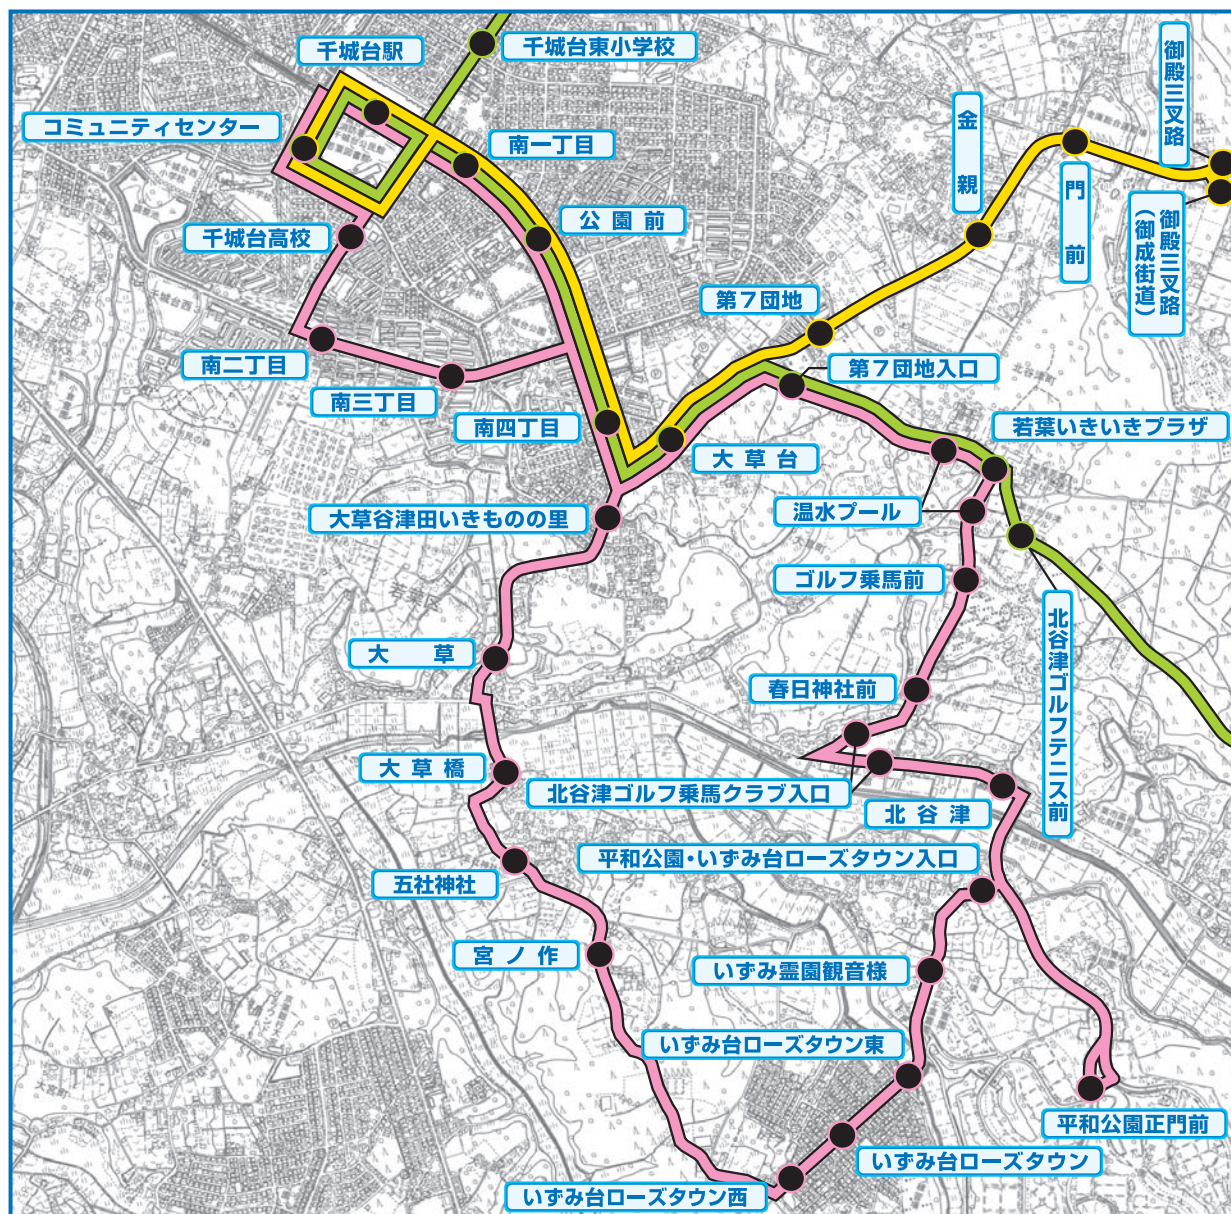 千城台駅
千城台東小学校
御殿三叉路
コミュニティセンター
南一丁目
金親
門前
御殿三叉路
(御成街道)
公園前
千城台高校
第7団地
南二丁目
第7団地入口
南三丁目
南四丁目
若葉いきいきプラザ
大草台
大草谷津田いきものの里
温水プール
ゴルフ乗馬前
北谷津ゴルフテニス前
大草
春日神社前
大草橋
北谷津ゴルフ乗馬クラブ入口
北谷津
平和公園・いずみ台ローズタウン入口
五社神社
宮ノ作
いずみ霊園観音様
いずみ台ローズタウン東
平和公園正門前
いずみ台ローズタウン
いずみ台ローズタウン西